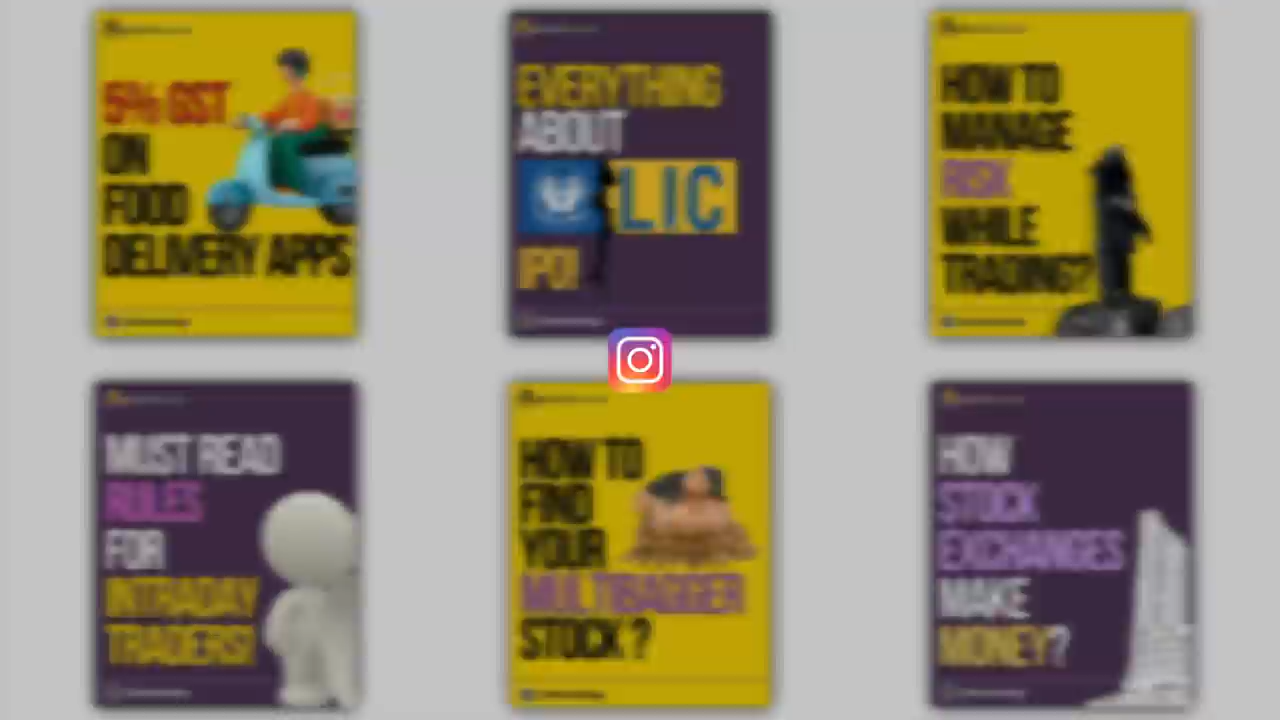 5% GST
ON
FOOD
DELIVERY APPS
EVERYTHING
ABOUT
LIC
IPO!
HOW TO
MANAGE
RISK
WHILE
TRADING?
MUST READ
RULES
FOR
INTRADAY
TRADERS!
HOW TO
FIND
YOUR
MULTIBAGGER
STOCK ?
HOW
STOCK
EXCHANGES
MAKE
MONEY?